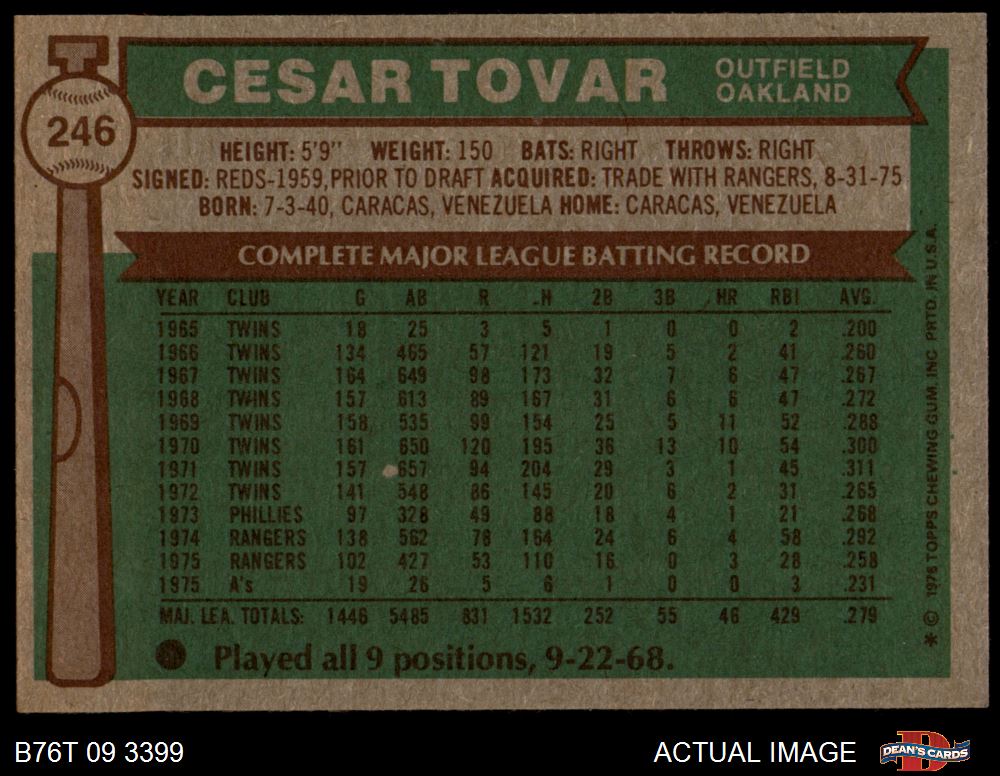 CESAR TOVAR
OUTFIELD
OAKLAND
246
HEIGHT: 5'9" WEIGHT: 150 BATS: RIGHT THROWS: RIGHT
SIGNED: REDS-1959, PRIOR TO DRAFT ACQUIRED: TRADE WITH RANGERS, 8-31-75
BORN: 7-3-40, CARACAS, VENEZUELA HOME: CARACAS, VENEZUELA
COMPLETE MAJOR LEAGUE BATTING RECORD
YEAR CLUB G AB R H 2B 3B HR RBI AVG.
1965 TWINS 18 25 3 5 1 0 0 2 .200
1966 TWINS 134 465 57 121 19 5 2 41 .260
1967 TWINS 164 649 98 173 32 7 6 47 .267
1968 TWINS 157 613 89 167 31 6 6 47 .272
1969 TWINS 158 535 99 154 25 5 11 52 .288
1970 TWINS 161 650 120 195 36 13 10 54 .300
1971 TWINS 157 657 94 204 29 3 1 45 .311
1972 TWINS 141 548 86 145 20 6 2 31 .265
1973 PHILLIES 97 328 49 88 18 4 1 21 .268
1974 RANGERS 138 562 78 164 24 6 4 58 .292
1975 RANGERS 102 427 53 110 16 0 3 28 .258
1975 A's 19 26 5 6 1 0 0 3 .231
MAJ. LEA. TOTALS: 1446 5485 831 1532 252 55 46 429 .279
Played all 9 positions, 9-22-68.
* © 1976 TOPPS CHEWING GUM, INC. PRTD. IN U.S.A.
B76T 09 3399
ACTUAL IMAGE
D
DEAN'S CARDS